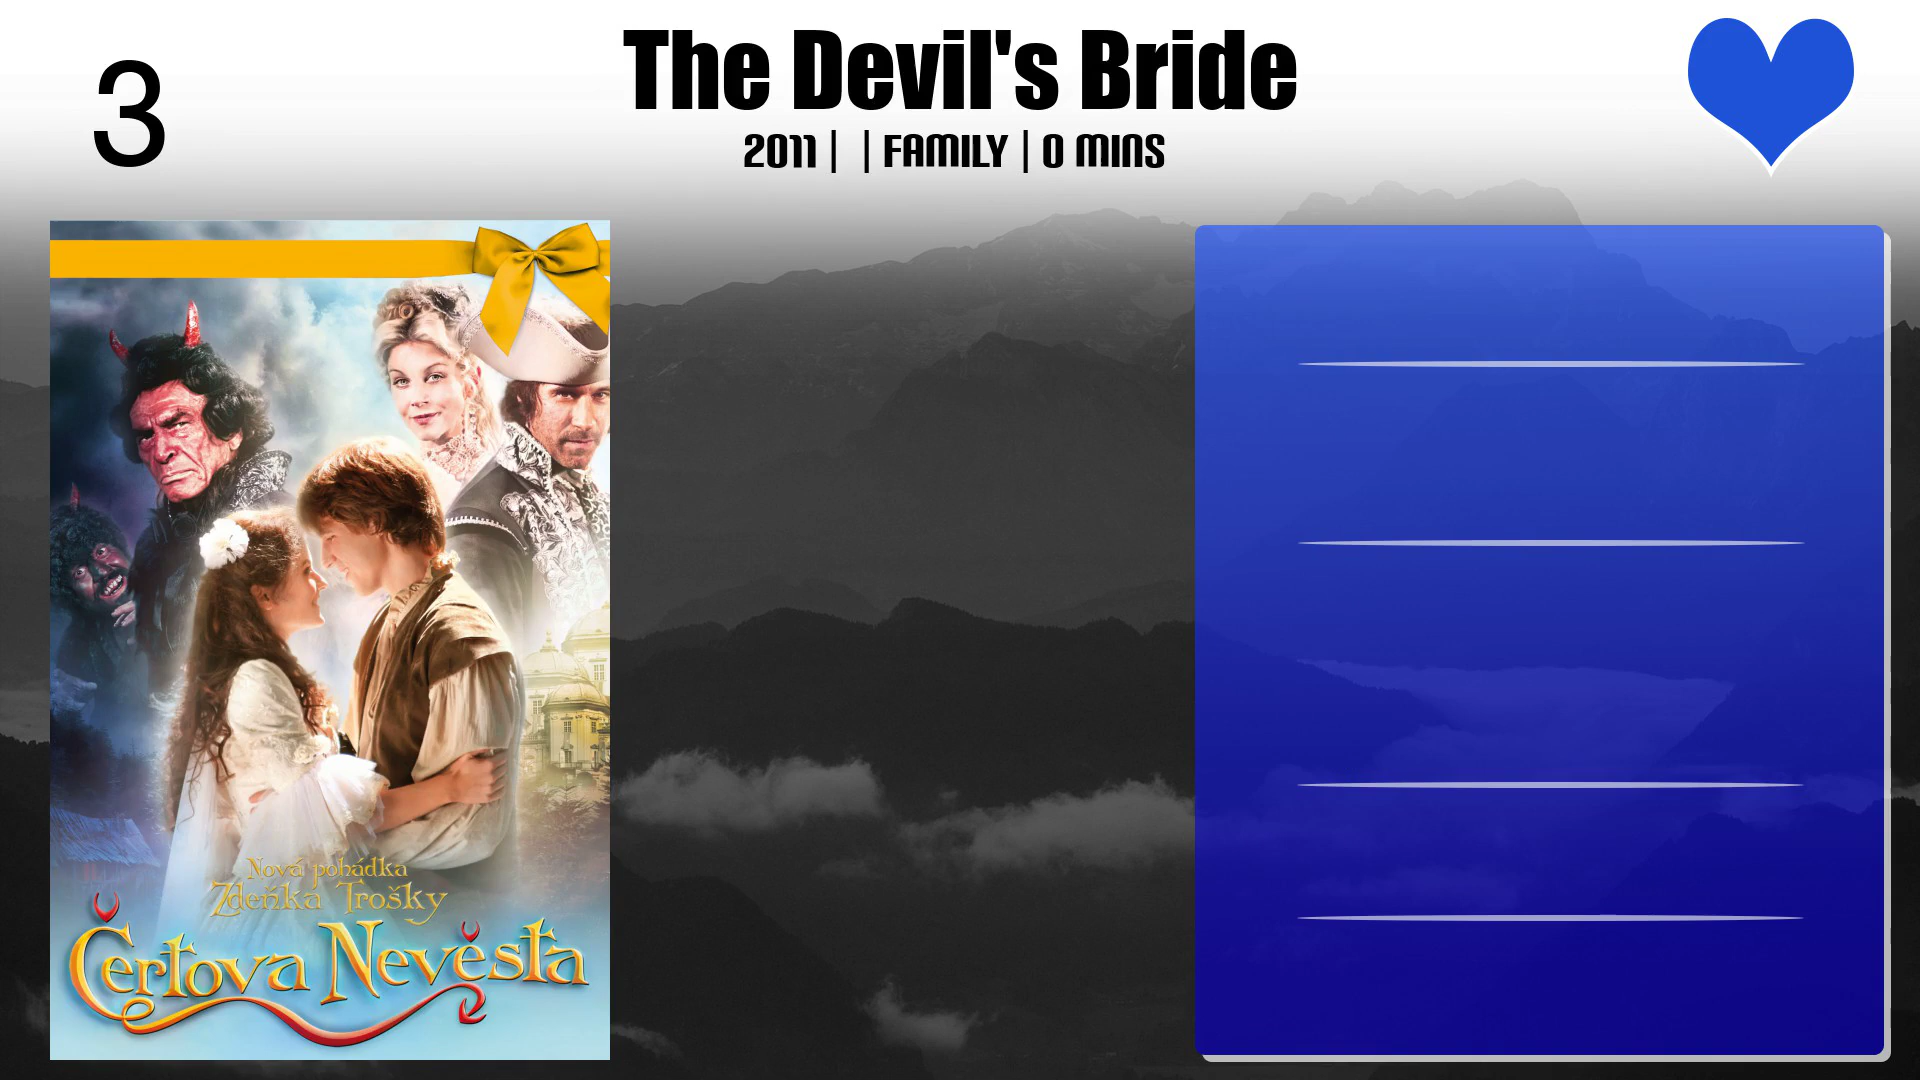 3
The Devil's Bride
2011 | | FAMILY | 0 MINS
Nová pohádka
Zdeňka Trošky
Čertova Nevěsta